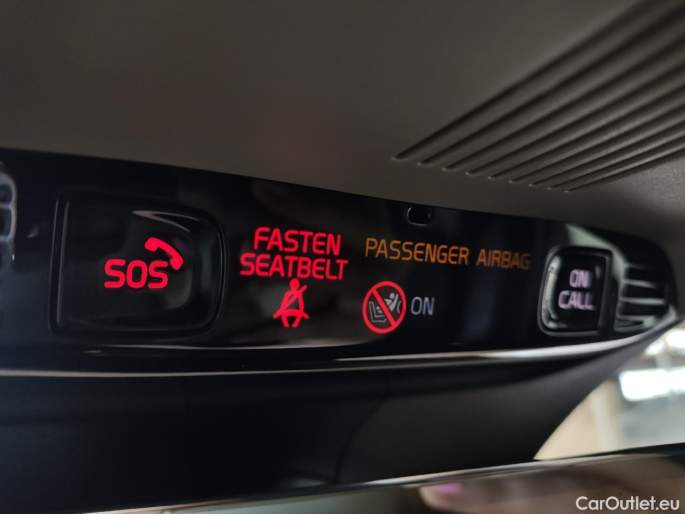 SOS
FASTEN
SEATBELT
PASSENGER AIRBAG
ON
ON
CALL
CarOutlet.eu